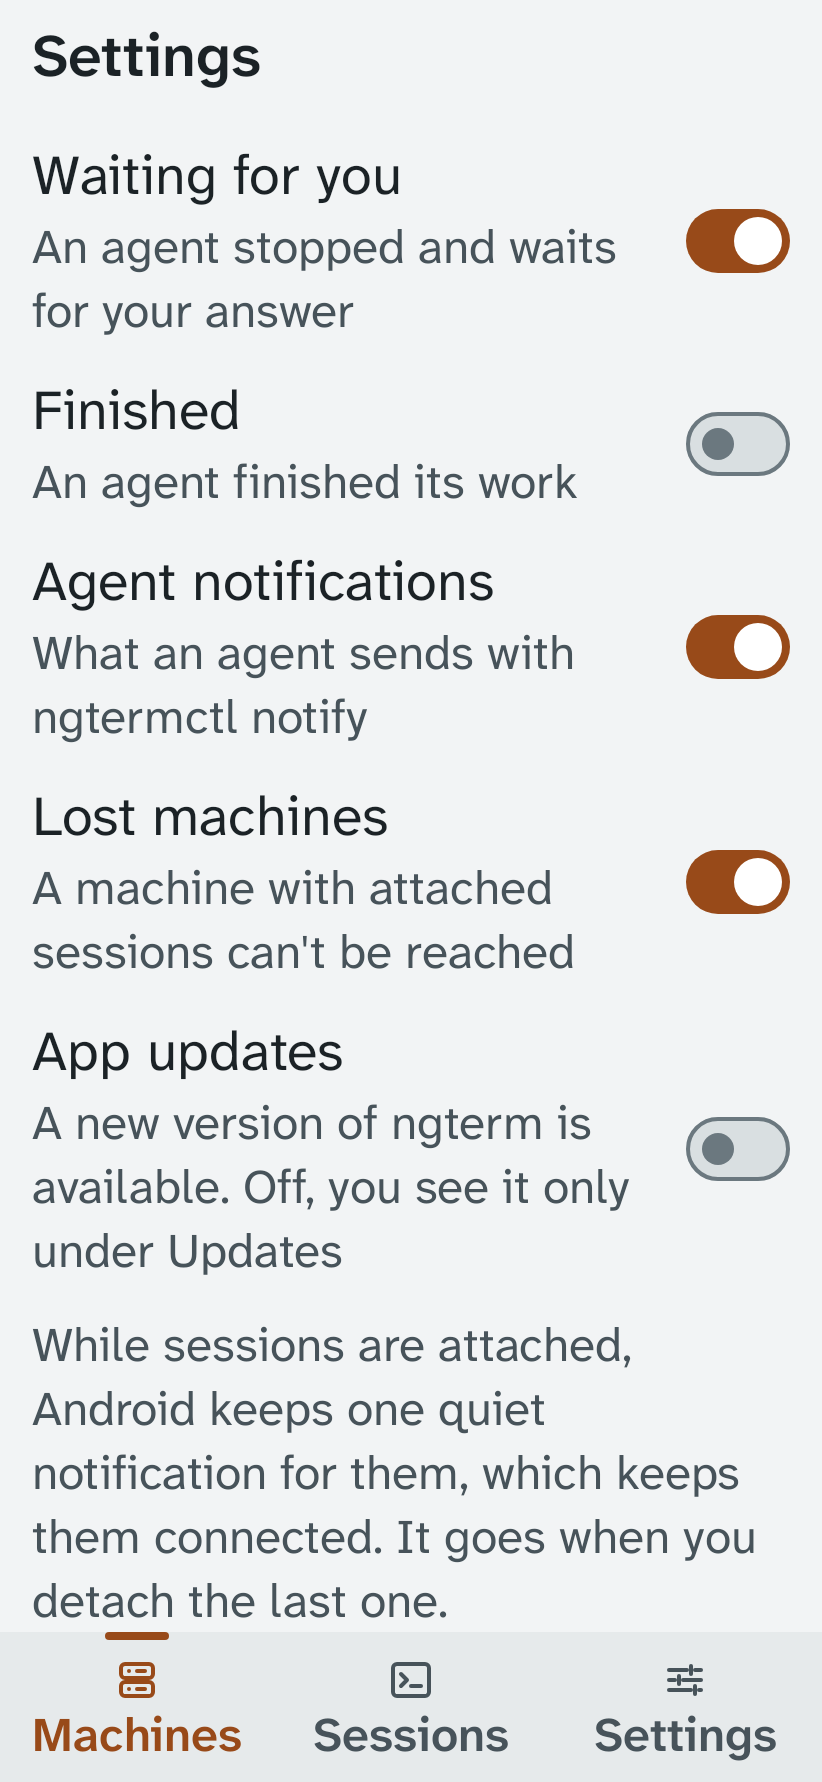 Settings
Waiting for you
An agent stopped and waits
for your answer
Finished
An agent finished its work
Agent notifications
What an agent sends with
ngtermctl notify
Lost machines
A machine with attached
sessions can't be reached
App updates
A new version of ngterm is
available. Off, you see it only
under Updates
While sessions are attached,
Android keeps one quiet
notification for them, which keeps
them connected. It goes when you
detach the last one.
Machines
Sessions
Settings